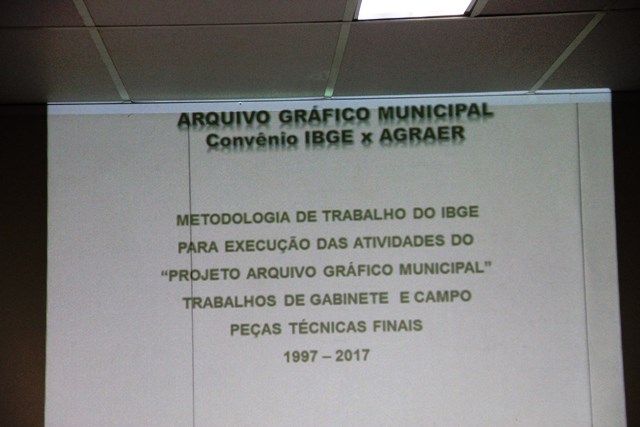 ARQUIVO GRÁFICO MUNICIPAL
Convênio IBGE x AGRAER
METODOLOGIA DE TRABALHO DO IBGE
PARA EXECUÇÃO DAS ATIVIDADES DO
“PROJETO ARQUIVO GRÁFICO MUNICIPAL”
TRABALHOS DE GABINETE E CAMPO
PEÇAS TÉCNICAS FINAIS
1997 – 2017